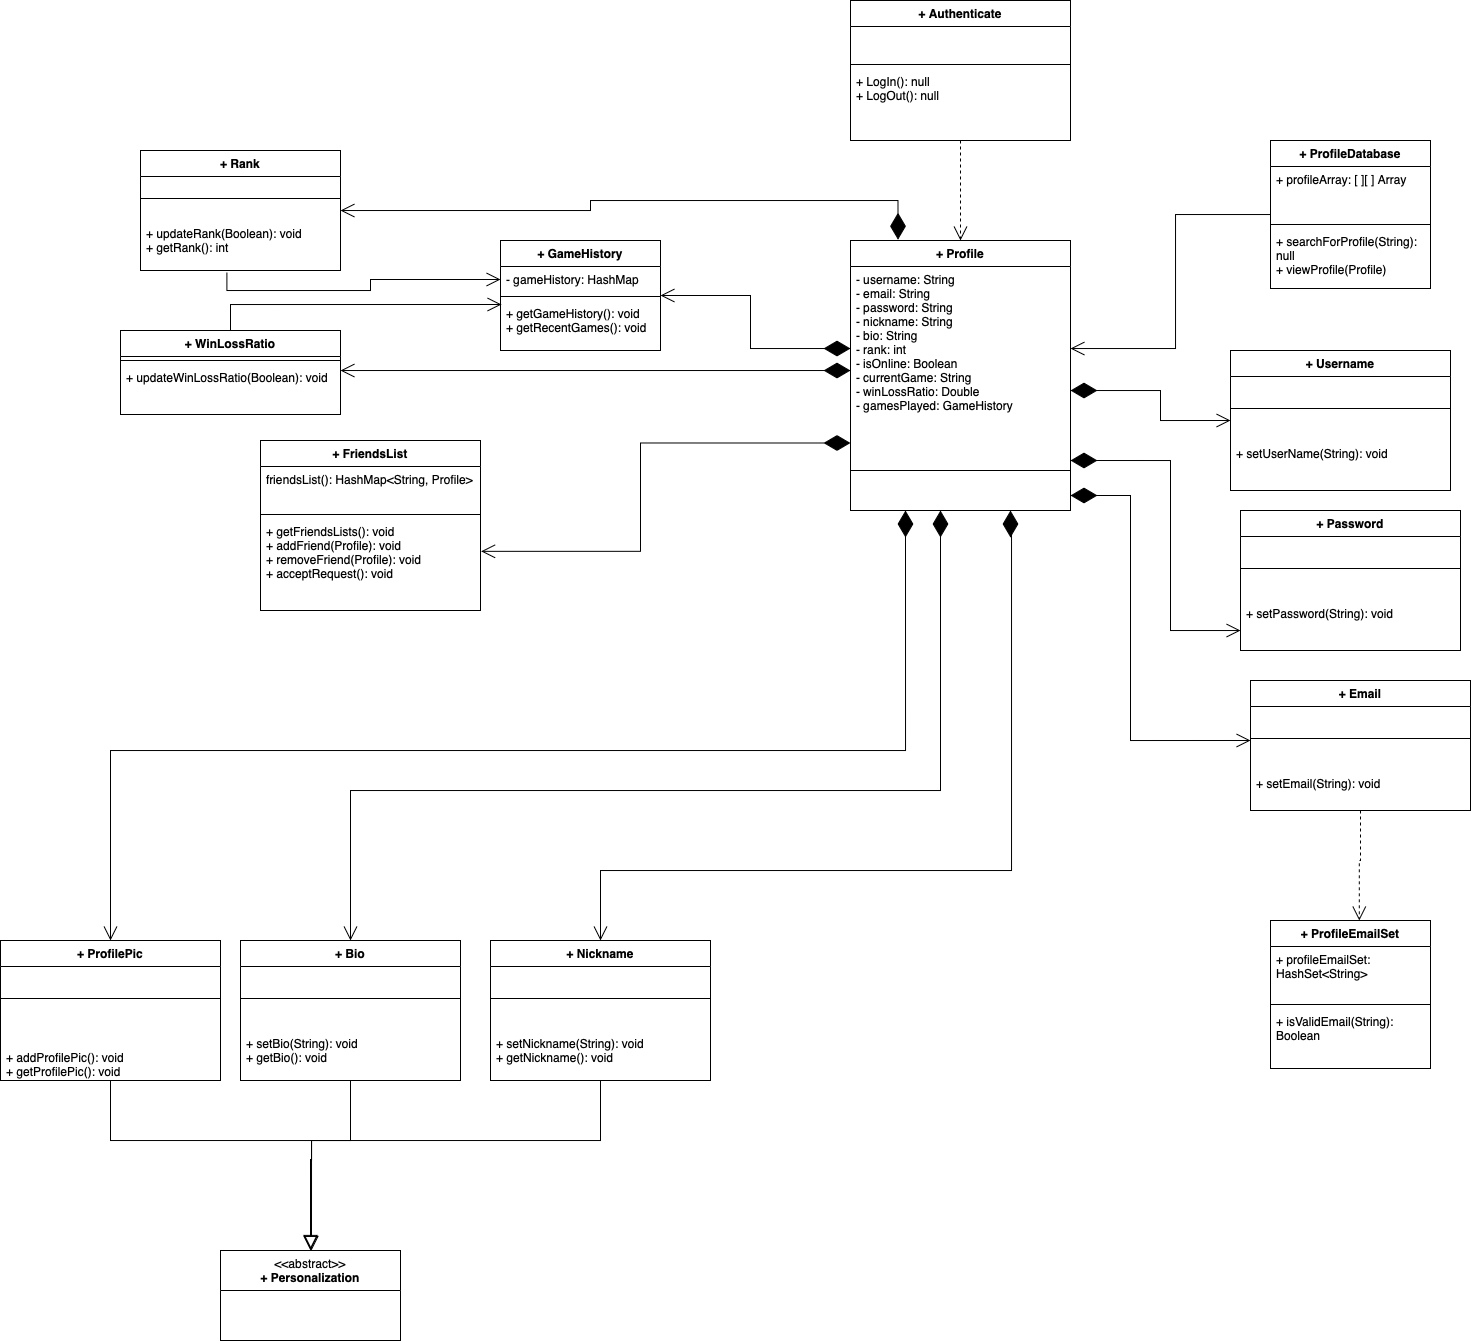 + Authenticate
+ LogIn(): null
+ LogOut(): null
+ Rank
+ updateRank(Boolean): void
+ getRank(): int
+ ProfileDatabase
+ profileArray: [ ][ ] Array
+ searchForProfile(String):
null
+ viewProfile(Profile)
+ GameHistory
- gameHistory: HashMap
+ getGameHistory(): void
+ getRecentGames(): void
+ Profile
- username: String
- email: String
- password: String
- nickname: String
- bio: String
- rank: int
- isOnline: Boolean
- currentGame: String
- winLossRatio: Double
- gamesPlayed: GameHistory
+ WinLossRatio
+ updateWinLossRatio(Boolean): void
+ Username
+ setUserName(String): void
+ FriendsList
friendsList(): HashMap<String, Profile>
+ getFriendsLists(): void
+ addFriend(Profile): void
+ removeFriend(Profile): void
+ acceptRequest(): void
+ Password
+ setPassword(String): void
+ Email
+ setEmail(String): void
+ ProfileEmailSet
+ profileEmailSet:
HashSet<String>
+ isValidEmail(String):
Boolean
+ ProfilePic
+ addProfilePic(): void
+ getProfilePic(): void
+ Bio
+ setBio(String): void
+ getBio(): void
+ Nickname
+ setNickname(String): void
+ getNickname(): void
<<abstract>>
+ Personalization